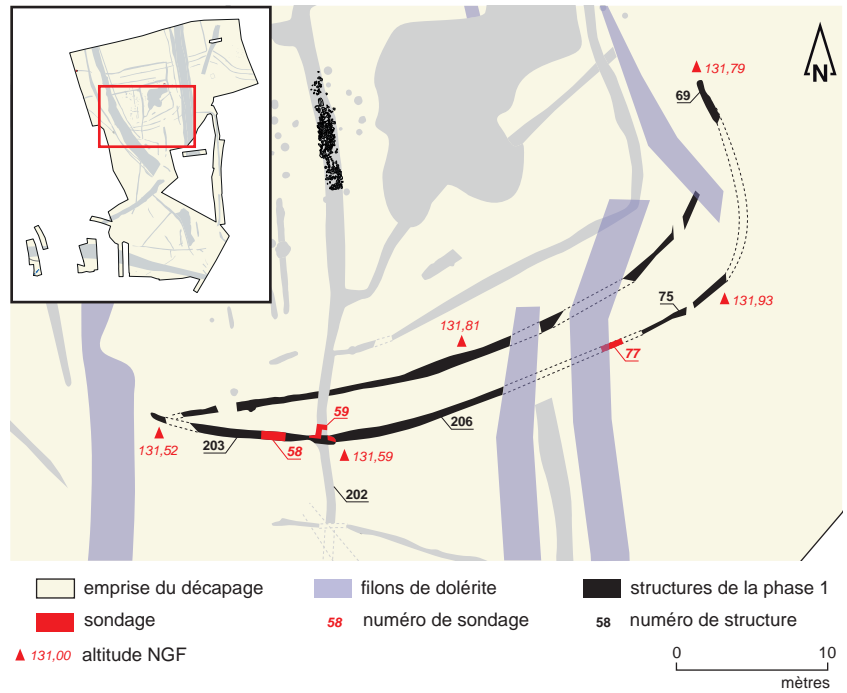 131,79
N
69
131,81
75
131,93
77
59
206
131,52
203
58
131,59
202
emprise du décapage
filons de dolérite
structures de la phase 1
sondage
58 numéro de sondage
58 numéro de structure
131,00 altitude NGF
0 10
mètres